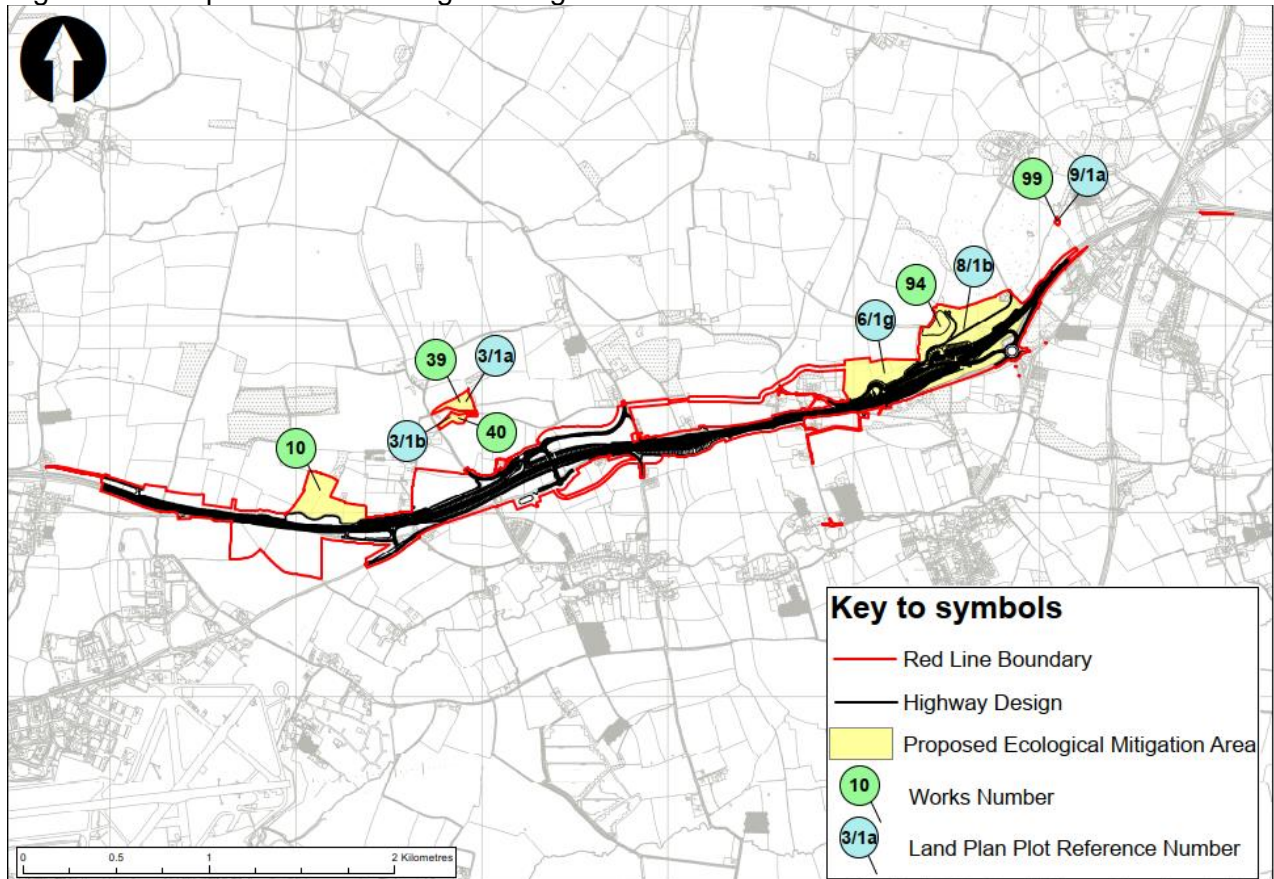 99
9/1a
8/1b
94
6/1g
39
3/1a
3/1b
40
10
Key to symbols
Red Line Boundary
Highway Design
Proposed Ecological Mitigation Area
10
Works Number
3/1a
Land Plan Plot Reference Number
0 0.5 1 2 Kilometres